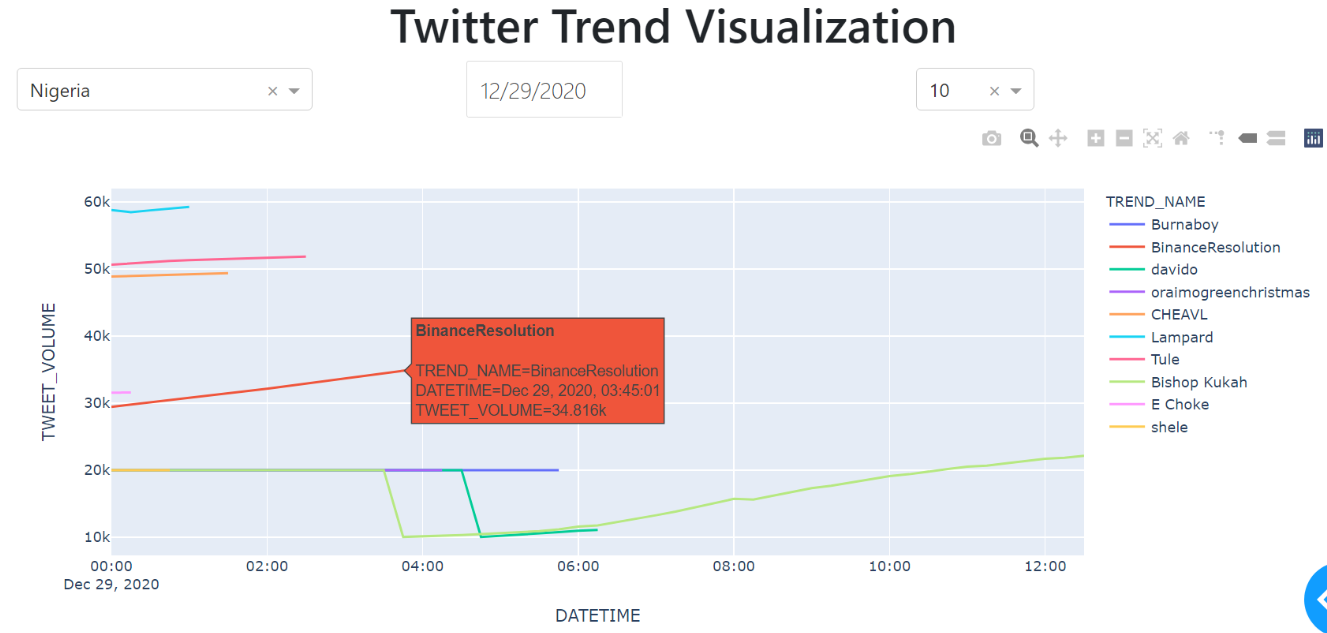 Twitter Trend Visualization
Nigeria
12/29/2020
10
60k
50k
40k
30k
20k
10k
TWEET_VOLUME
BinanceResolution
TREND_NAME=BinanceResolution
DATETIME=Dec 29, 2020, 03:45:01
TWEET_VOLUME=34.816k
00:00
Dec 29, 2020
02:00
04:00
06:00
08:00
10:00
12:00
DATETIME
TREND_NAME
Burnaboy
BinanceResolution
davido
oraimogreenchristmas
CHEAVL
Lampard
Tule
Bishop Kukah
E Choke
shele